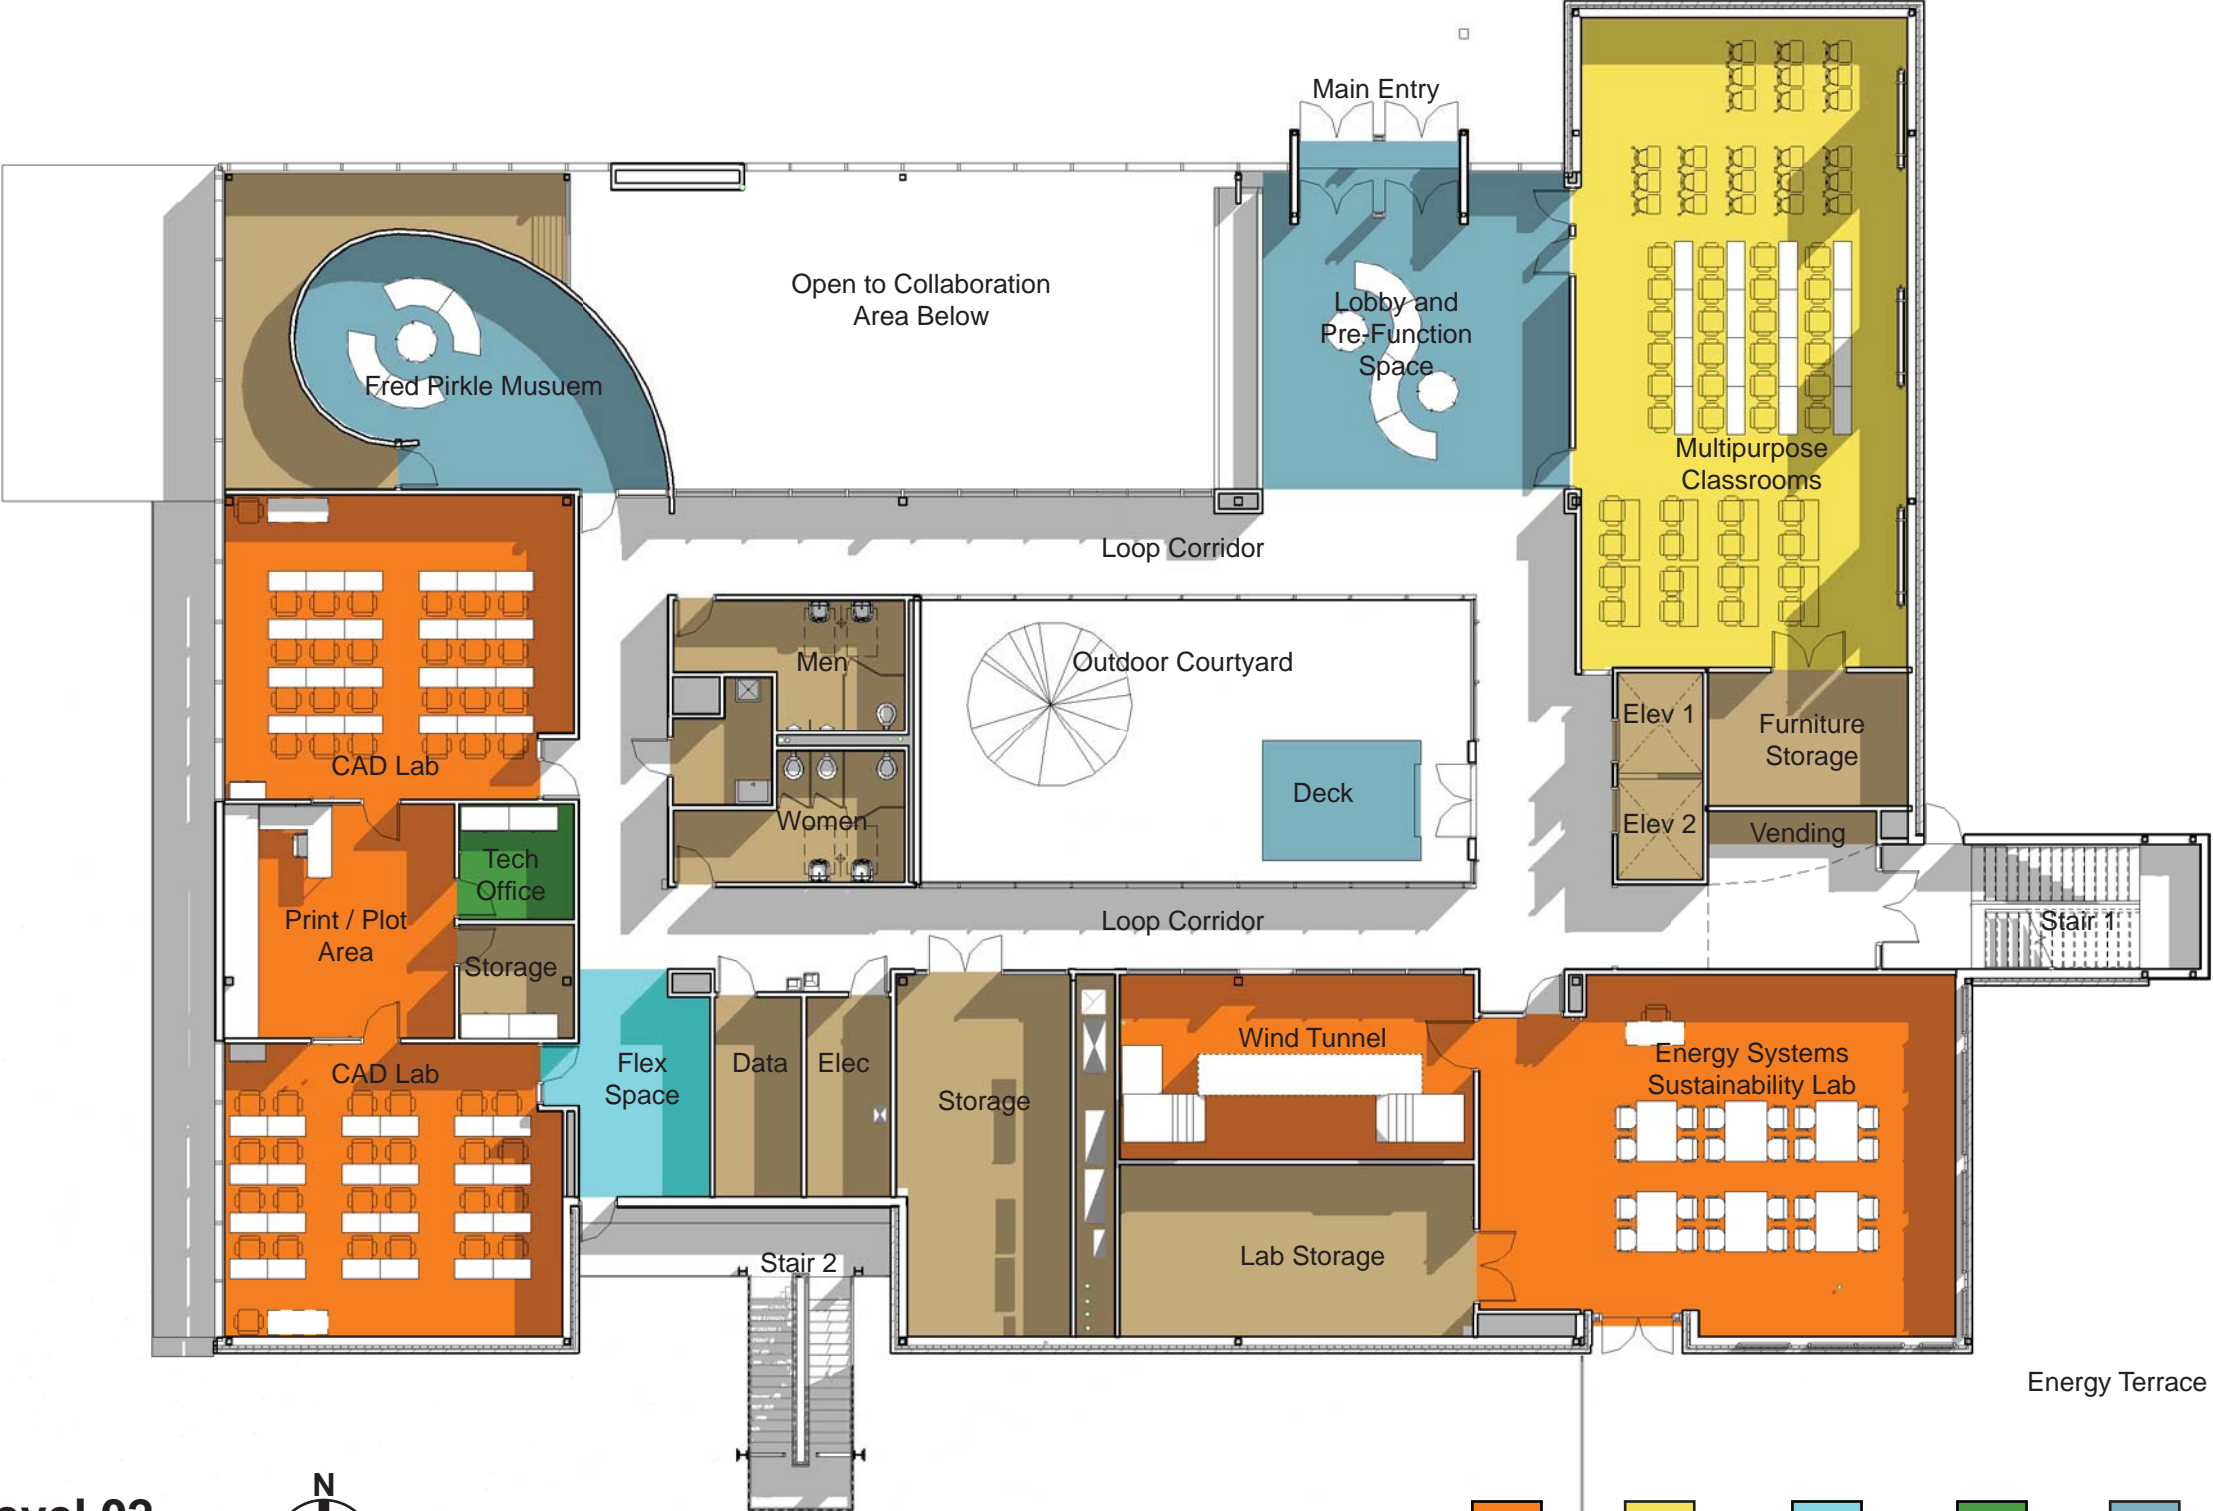 Main Entry
Open to Collaboration
Area Below
Lobby and
Pre-Function
Space
Fred Pirkle Musuem
Multipurpose
Classrooms
Loop Corridor
Men
Outdoor Courtyard
Elev 1
Furniture
Storage
CAD Lab
Deck
Women
Elev 2
Vending
Tech
Office
Print / Plot
Area
Loop Corridor
Stair 1
Storage
Wind Tunnel
Energy Systems
Sustainability Lab
CAD Lab
Flex
Space
Data
Elec
Storage
Stair 2
Lab Storage
Energy Terrace
N